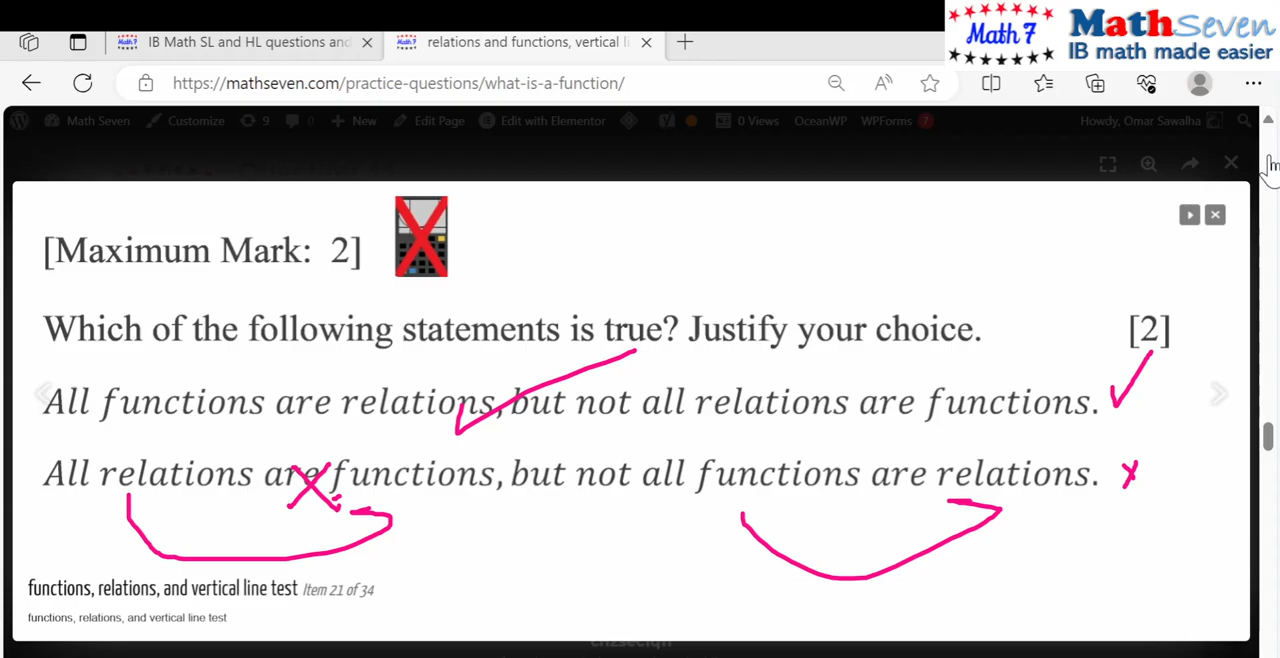 Math 7
MathSeven
IB math made easier
IB Math SL and HL questions and
relations and functions, vertical li
https://mathseven.com/practice-questions/what-is-a-function/
Math Seven Customize 9 0 New Edit Page Edit with Elementor 0 Views OceanWP WPForms 7 Howdy, Omar Sawalha
[Maximum Mark: 2]
Which of the following statements is true? Justify your choice. [2]
All functions are relations, but not all relations are functions.
All relations are functions, but not all functions are relations.
functions, relations, and vertical line test Item 21 of 34
functions, relations, and vertical line test